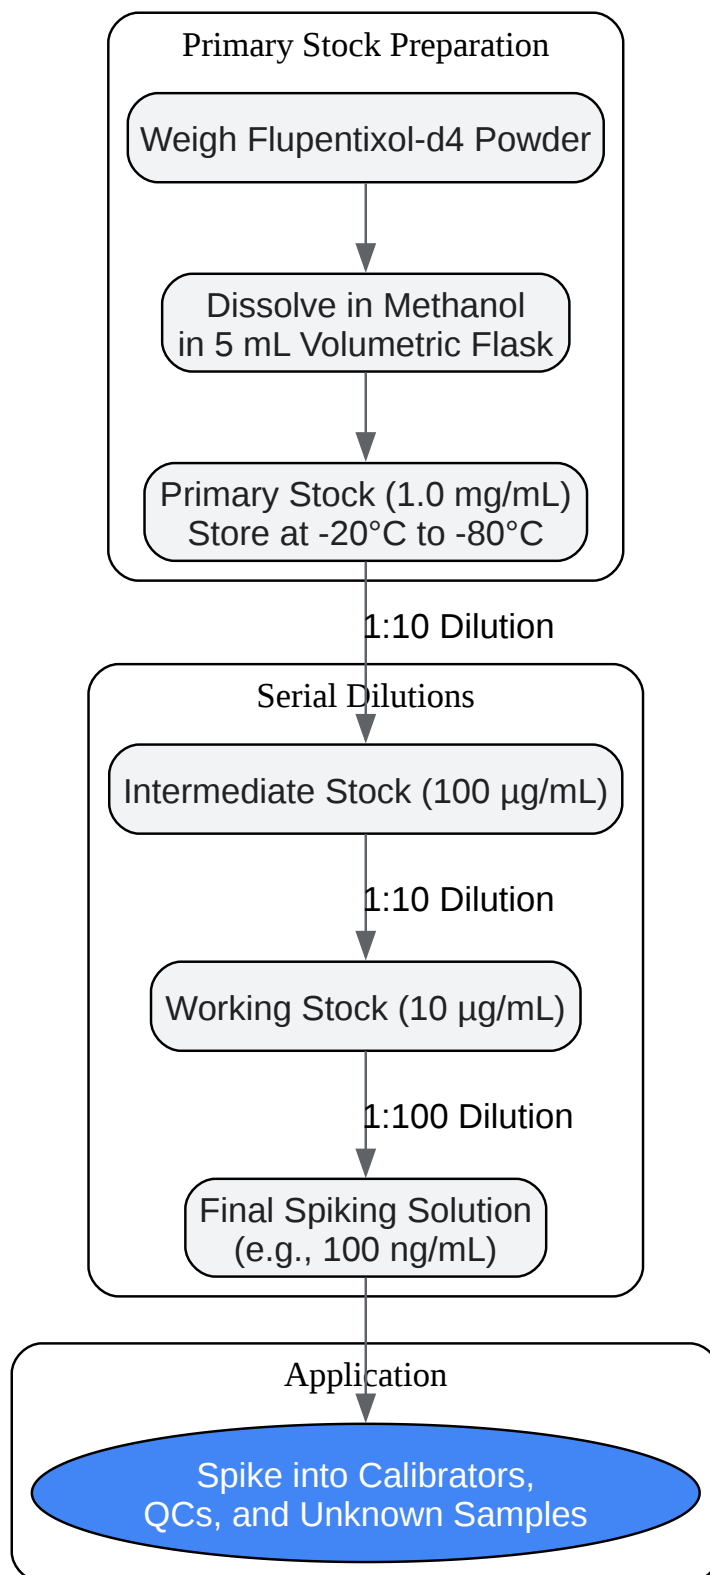 Primary Stock Preparation
Weigh Flupentixol-d4 Powder
Dissolve in Methanol
in 5 mL Volumetric Flask
Primary Stock (1.0 mg/mL)
Store at -20°C to -80°C
1:10 Dilution
Serial Dilutions
Intermediate Stock (100 µg/mL)
1:10 Dilution
Working Stock (10 µg/mL)
1:100 Dilution
Final Spiking Solution
(e.g., 100 ng/mL)
Application
Spike into Calibrators,
QCs, and Unknown Samples